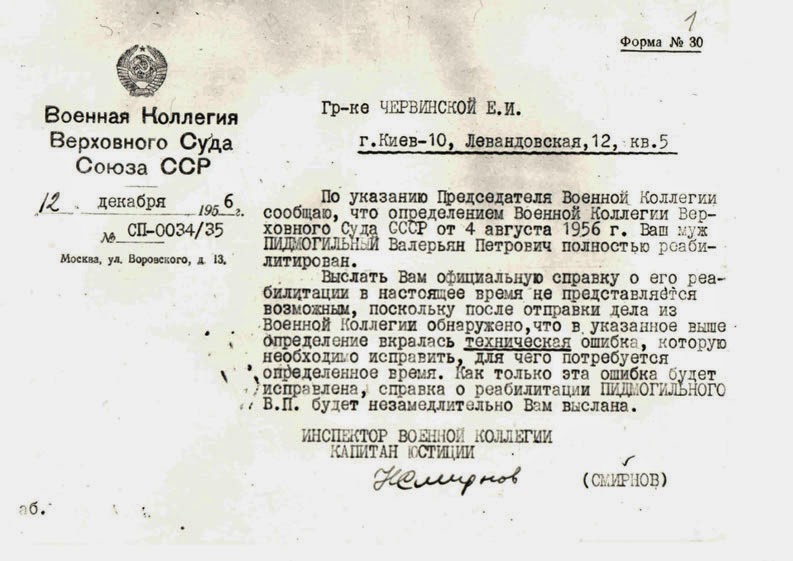 1
Форма № 30
Военная Коллегия
Верховного Суда
Союза ССР
12 декабря 1956 г.
№ СП-0034/35
Москва, ул. Воровского, д. 13.
Гр-ке ЧЕРВИНСКОЙ Е.И.
г.Киев-10, Левандовская,12, кв.5
По указанию Председателя Военной Коллегии
сообщаю, что определением Военной Коллегии Вер-
ховного Суда СССР от 4 августа 1956 г. Ваш муж
ПИДМОГИЛЬНЫЙ Валерьян Петрович полностью реаби-
литирован.
Выслать Вам официальную справку о его реа-
билитации в настоящее время не представляется
возможным, поскольку после отправки дела из
Военной Коллегии обнаружено,что в указанное выше
определение вкралась техническая ошибка, которую
необходимо исправить, для чего потребуется
определенное время. Как только эта ошибка будет
исправлена, справка о реабилитации ПИДМОГИЛЬНОГО
В.П. будет незамедлительно Вам выслана.
ИНСПЕКТОР ВОЕННОЙ КОЛЛЕГИИ
КАПИТАН ЮСТИЦИИ
НСмирнов (СМИРНОВ)
аб.